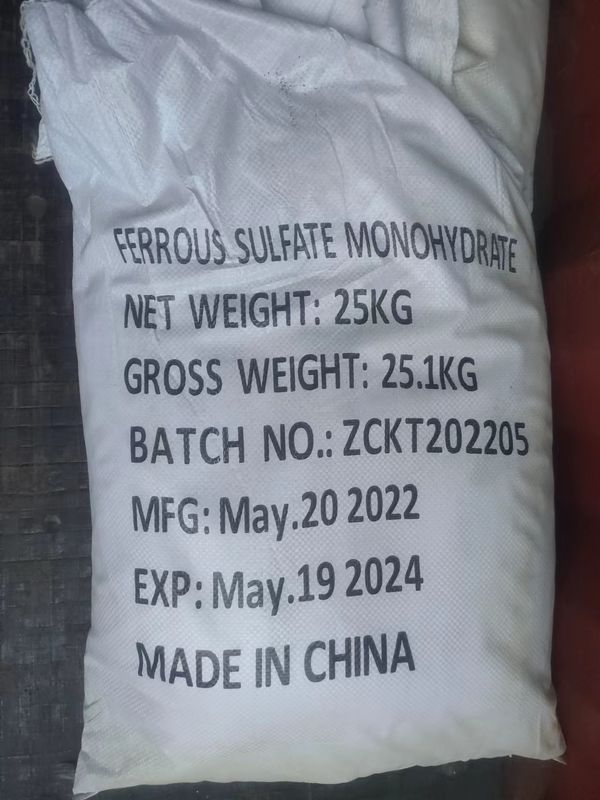 FERROUS SULFATE MONOHYDRATE
NET WEIGHT: 25KG
GROSS WEIGHT: 25.1KG
BATCH NO.: ZCKT202205
MFG: May.20 2022
EXP: May.19 2024
MADE IN CHINA